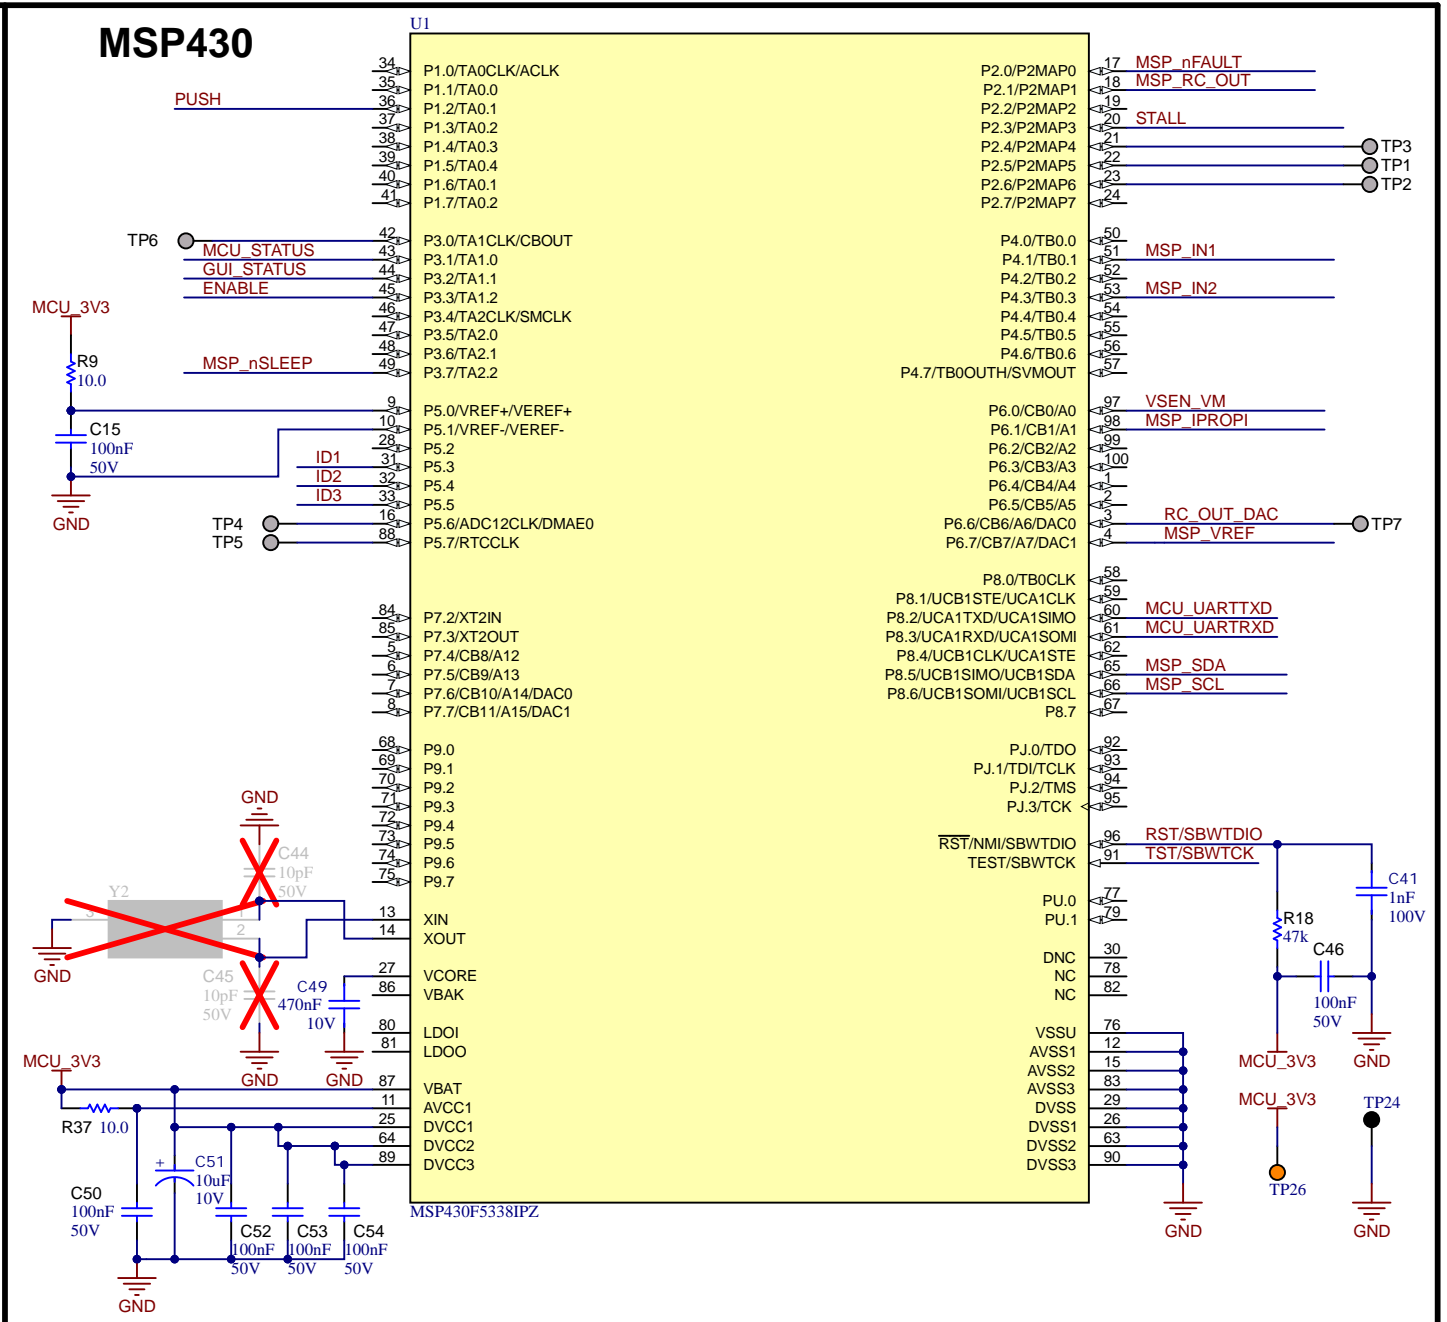 MSP430
U1
34 P1.0/TA0CLK/ACLK
35 P1.1/TA0.0
PUSH 36 P1.2/TA0.1
37 P1.3/TA0.2
38 P1.4/TA0.3
39 P1.5/TA0.4
40 P1.6/TA0.1
41 P1.7/TA0.2
TP6 42 P3.0/TA1CLK/CBOUT
MCU_STATUS 43 P3.1/TA1.0
GUI_STATUS 44 P3.2/TA1.1
ENABLE 45 P3.3/TA1.2
46 P3.4/TA2CLK/SMCLK
47 P3.5/TA2.0
48 P3.6/TA2.1
MSP_nSLEEP 49 P3.7/TA2.2
MCU_3V3
R9
10.0
9 P5.0/VREF+/VEREF+
10 P5.1/VREF-/VEREF-
C15
100nF
50V
GND
28 P5.2
ID1 31 P5.3
ID2 32 P5.4
ID3 33 P5.5
TP4 16 P5.6/ADC12CLK/DMAE0
TP5 88 P5.7/RTCCLK
84 P7.2/XT2IN
85 P7.3/XT2OUT
5 P7.4/CB8/A12
6 P7.5/CB9/A13
7 P7.6/CB10/A14/DAC0
8 P7.7/CB11/A15/DAC1
68 P9.0
69 P9.1
70 P9.2
71 P9.3
72 P9.4
73 P9.5
74 P9.6
75 P9.7
GND
C44
10pF
50V
Y2
3
1
2
GND
C45
10pF
50V
GND
13 XIN
14 XOUT
27 VCORE
86 VBAK
C49
470nF
10V
GND
80 LDOI
81 LDOO
MCU_3V3
87 VBAT
11 AVCC1
R37 10.0
25 DVCC1
64 DVCC2
89 DVCC3
C50
100nF
50V
+
C51
10uF
10V
C52
100nF
50V
C53
100nF
50V
C54
100nF
50V
GND
P2.0/P2MAP0 17 MSP_nFAULT
P2.1/P2MAP1 18 MSP_RC_OUT
P2.2/P2MAP2 19
P2.3/P2MAP3 20 STALL
P2.4/P2MAP4 21 TP3
P2.5/P2MAP5 22 TP1
P2.6/P2MAP6 23 TP2
P2.7/P2MAP7 24
P4.0/TB0.0 50
P4.1/TB0.1 51 MSP_IN1
P4.2/TB0.2 52
P4.3/TB0.3 53 MSP_IN2
P4.4/TB0.4 54
P4.5/TB0.5 55
P4.6/TB0.6 56
P4.7/TB0OUTH/SVMOUT 57
P6.0/CB0/A0 97 VSEN_VM
P6.1/CB1/A1 98 MSP_IPROPI
P6.2/CB2/A2 99
P6.3/CB3/A3 100
P6.4/CB4/A4 1
P6.5/CB5/A5 2
P6.6/CB6/A6/DAC0 3 RC_OUT_DAC TP7
P6.7/CB7/A7/DAC1 4 MSP_VREF
P8.0/TB0CLK 58
P8.1/UCB1STE/UCA1CLK 59
P8.2/UCA1TXD/UCA1SIMO 60 MCU_UARTTXD
P8.3/UCA1RXD/UCA1SOMI 61 MCU_UARTRXD
P8.4/UCB1CLK/UCA1STE 62
P8.5/UCB1SIMO/UCB1SDA 65 MSP_SDA
P8.6/UCB1SOMI/UCB1SCL 66 MSP_SCL
P8.7 67
PJ.0/TDO 92
PJ.1/TDI/TCLK 93
PJ.2/TMS 94
PJ.3/TCK 95
RST/NMI/SBWTDIO 96 RST/SBWTDIO
TEST/SBWTCK 91 TST/SBWTCK
PU.0 77
PU.1 79
DNC 30
NC 78
NC 82
C41
1nF
100V
R18
47k
C46
100nF
50V
MCU_3V3
GND
VSSU 76
AVSS1 12
AVSS2 15
AVSS3 83
DVSS 29
DVSS1 26
DVSS2 63
DVSS3 90
GND
MCU_3V3
TP26
TP24
GND
MSP430F5338IPZ